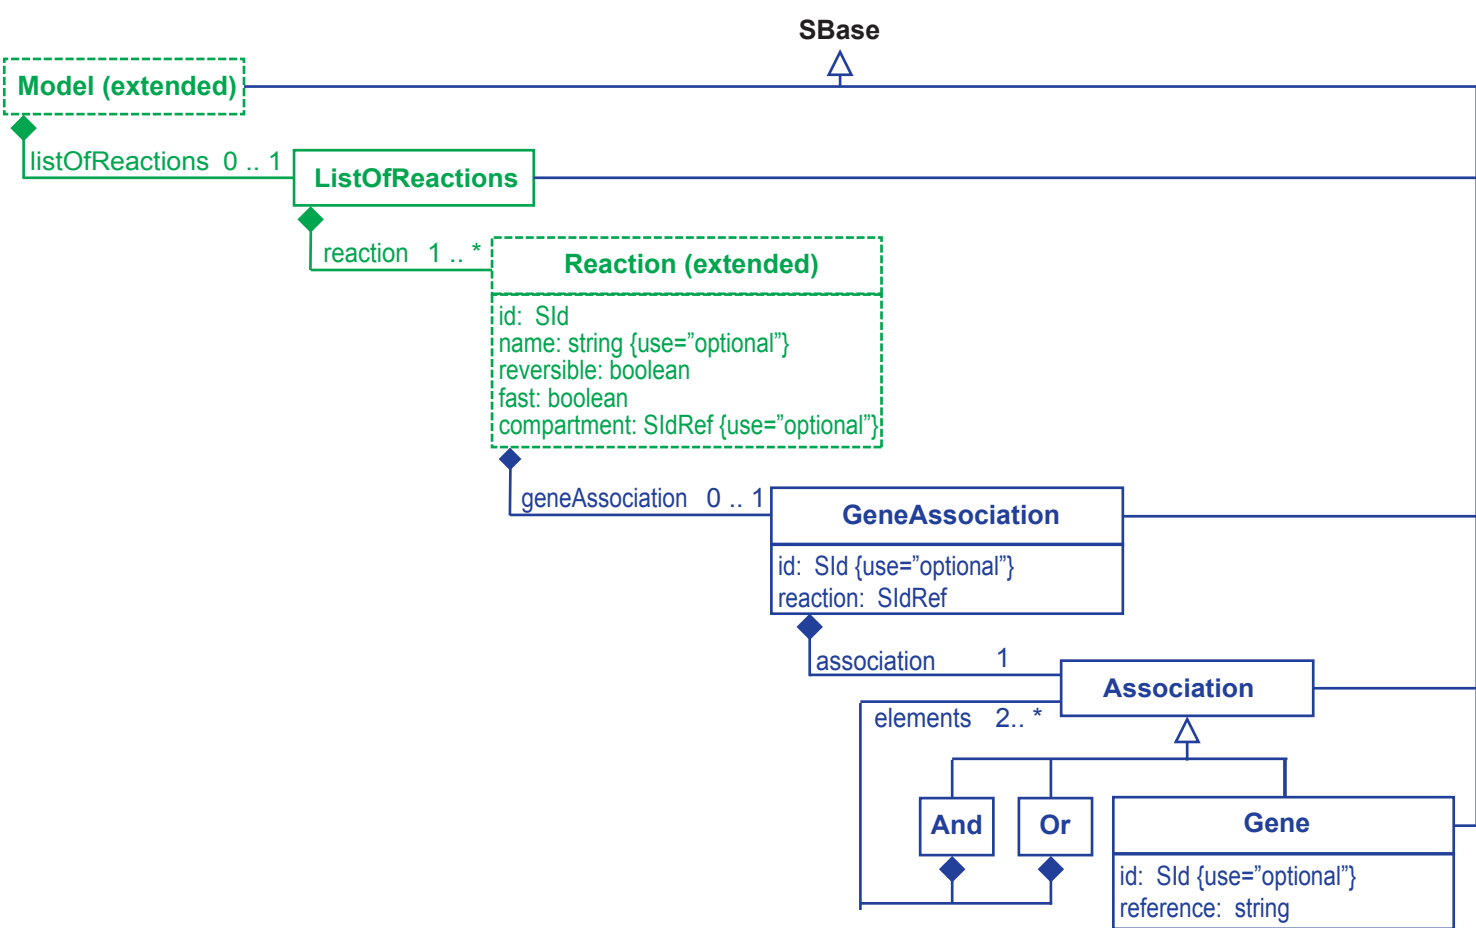 SBase
Model (extended)
listOfReactions 0 .. 1
ListOfReactions
reaction 1 .. *
Reaction (extended)
id: SId
name: string {use=”optional”}
reversible: boolean
fast: boolean
compartment: SIdRef {use=”optional”}
geneAssociation 0 .. 1
GeneAssociation
id: SId {use=”optional”}
reaction: SIdRef
association 1
Association
elements 2.. *
And
Or
Gene
id: SId {use=”optional”}
reference: string